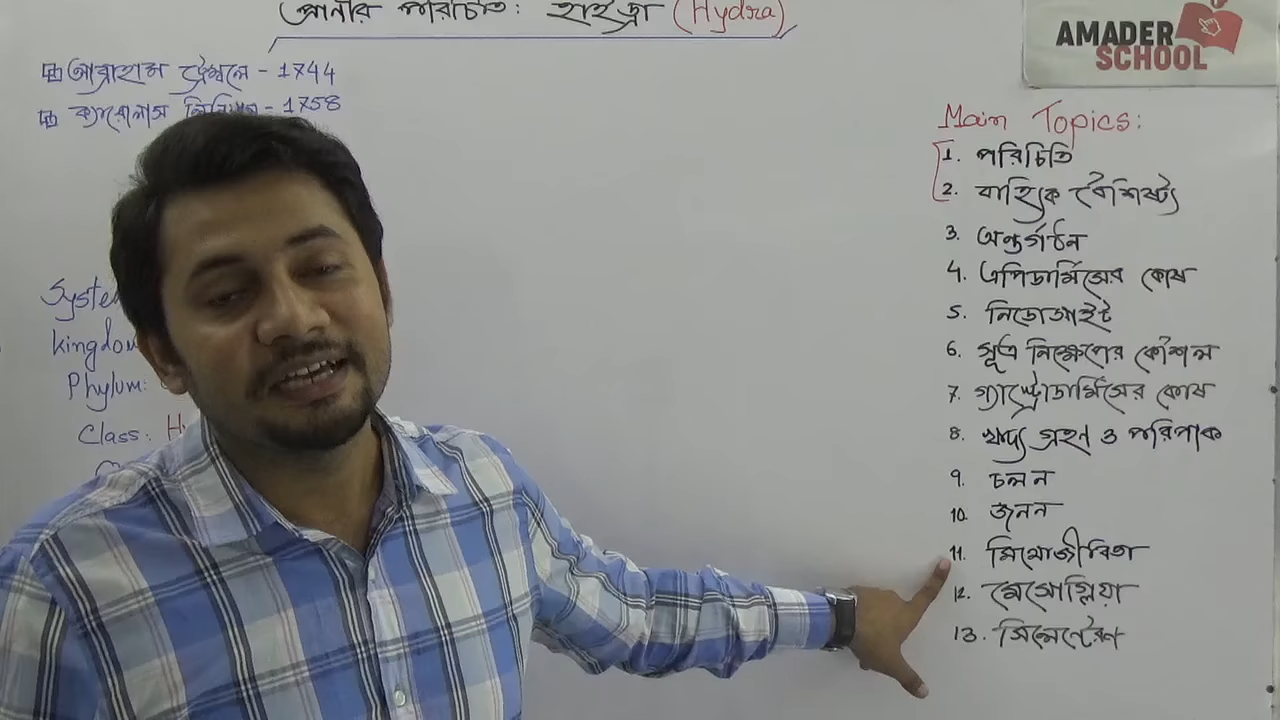 প্রাণীর পরিচিতি: হাইড্রা (Hydra)
আব্রাহাম ট্রেম্বলে - 1744
ক্যারোলাস লিনিয়াস - 1758
System
Kingdom
Phylum:
Class: H
AMADER
SCHOOL
Main Topics:
1. পরিচিতি
2. বাহ্যিক বৈশিষ্ট্য
3. অন্তর্গঠন
4. এপিডার্মিসের কোষ
5. নিডোসাইট
6. সূত্র নিক্ষেপের কৌশল
7. গ্যাস্ট্রোডার্মিসের কোষ
8. খাদ্য গ্রহণ ও পরিপাক
9. চলন
10. জনন
11. মিথোজীবিতা
12. মেসোগ্লিয়া
13. সিলেন্টেরন